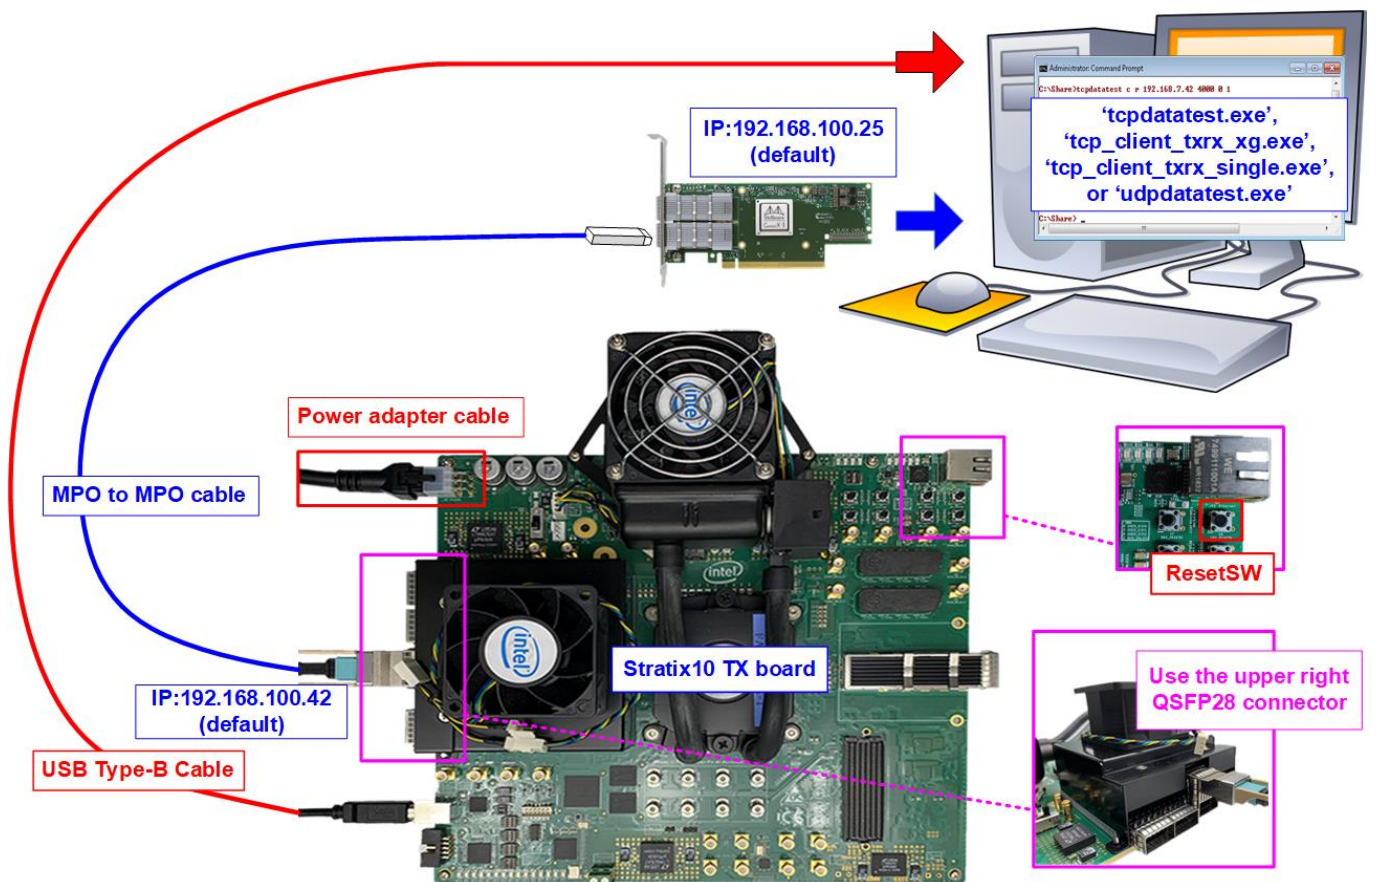 Administrator: Command Prompt
C:\Share>tcpdatatest c r 192.168.7.42 4000 0 1
'tcpdatatest.exe',
'tcp_client_txrx_xg.exe',
'tcp_client_txrx_single.exe',
or 'udpdatatest.exe'
C:\Share>
IP:192.168.100.25
(default)
Mellanox
intel
Power adapter cable
MPO to MPO cable
intel
ResetSW
intel
Stratix10 TX board
Use the upper right
QSFP28 connector
IP:192.168.100.42
(default)
USB Type-B Cable